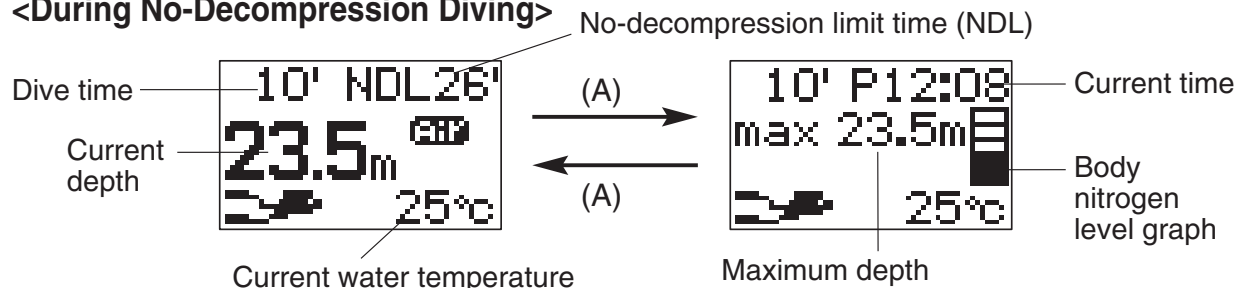 <During No-Decompression Diving>
No-decompression limit time (NDL)
Dive time
10' NDL26'
(A)
10' P12:08
Current time
Current
depth
23.5m
max 23.5m
(A)
Body
nitrogen
level graph
25°c
25°c
Current water temperature
Maximum depth